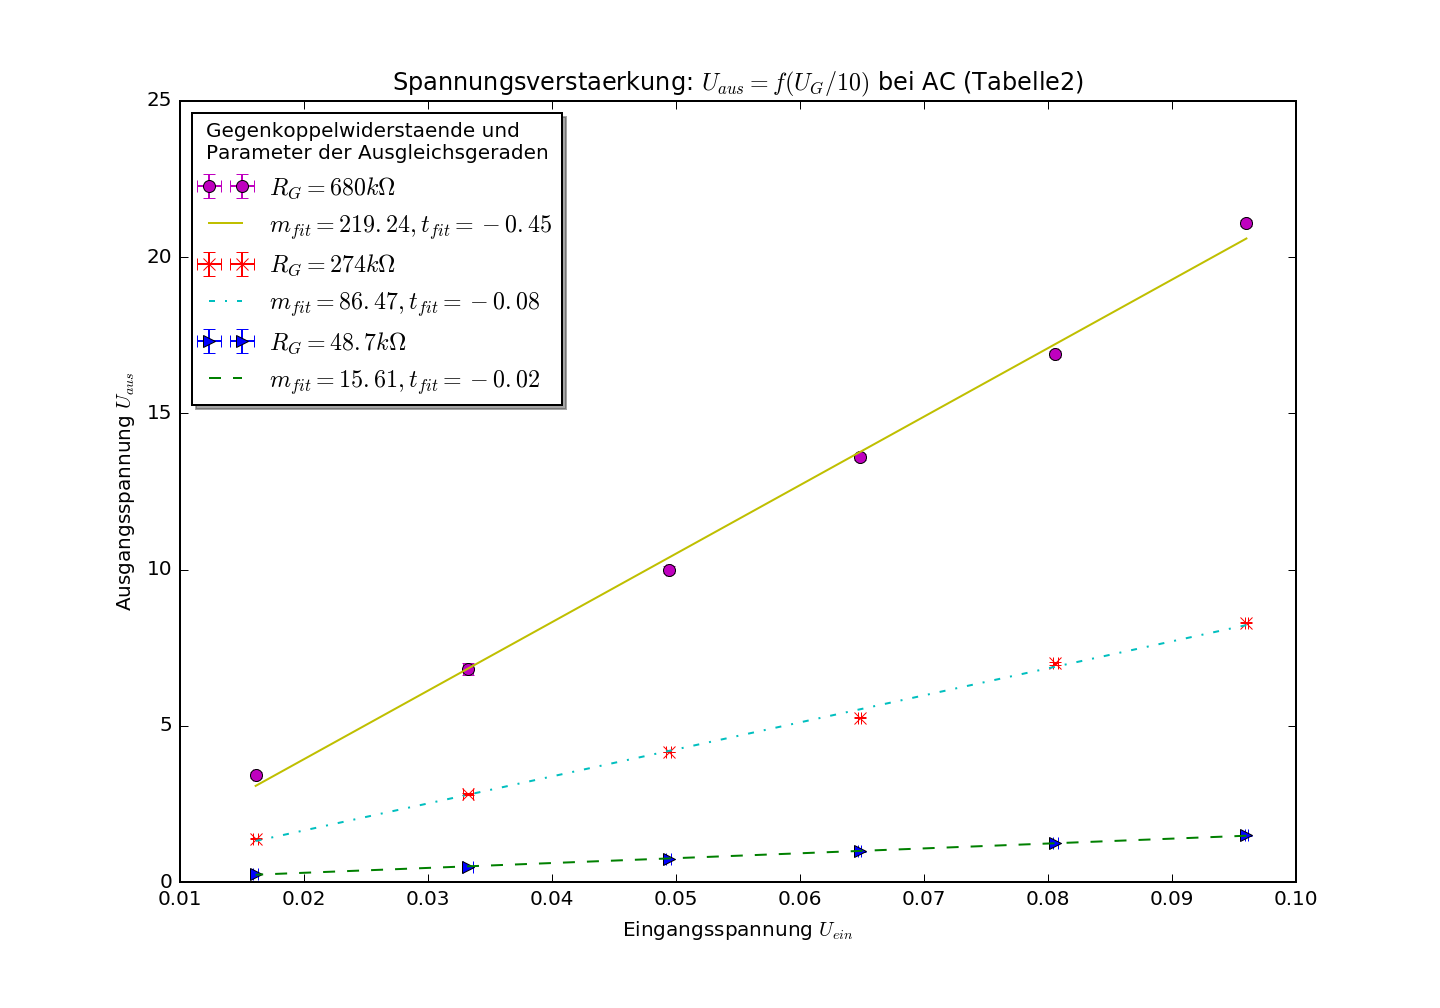 Spannungsverstaerkung: U_aus = f(U_G/10) bei AC (Tabelle2)
Gegenkoppelwiderstaende und
Parameter der Ausgleichsgeraden
R_G = 680kΩ
m_fit = 219.24, t_fit = −0.45
R_G = 274kΩ
m_fit = 86.47, t_fit = −0.08
R_G = 48.7kΩ
m_fit = 15.61, t_fit = −0.02
25
20
15
10
5
0
Ausgangsspannung U_aus
0.01 0.02 0.03 0.04 0.05 0.06 0.07 0.08 0.09 0.10
Eingangsspannung U_ein